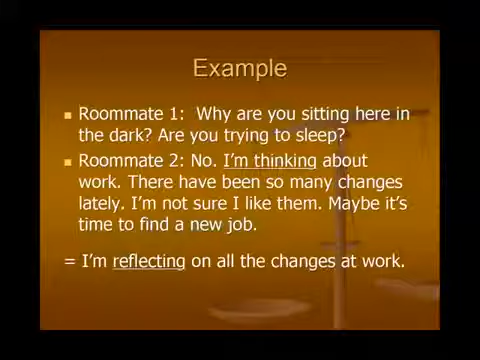 Example
Roommate 1: Why are you sitting here in
the dark? Are you trying to sleep?
Roommate 2: No. I'm thinking about
work. There have been so many changes
lately. I'm not sure I like them. Maybe it's
time to find a new job.
= I'm reflecting on all the changes at work.